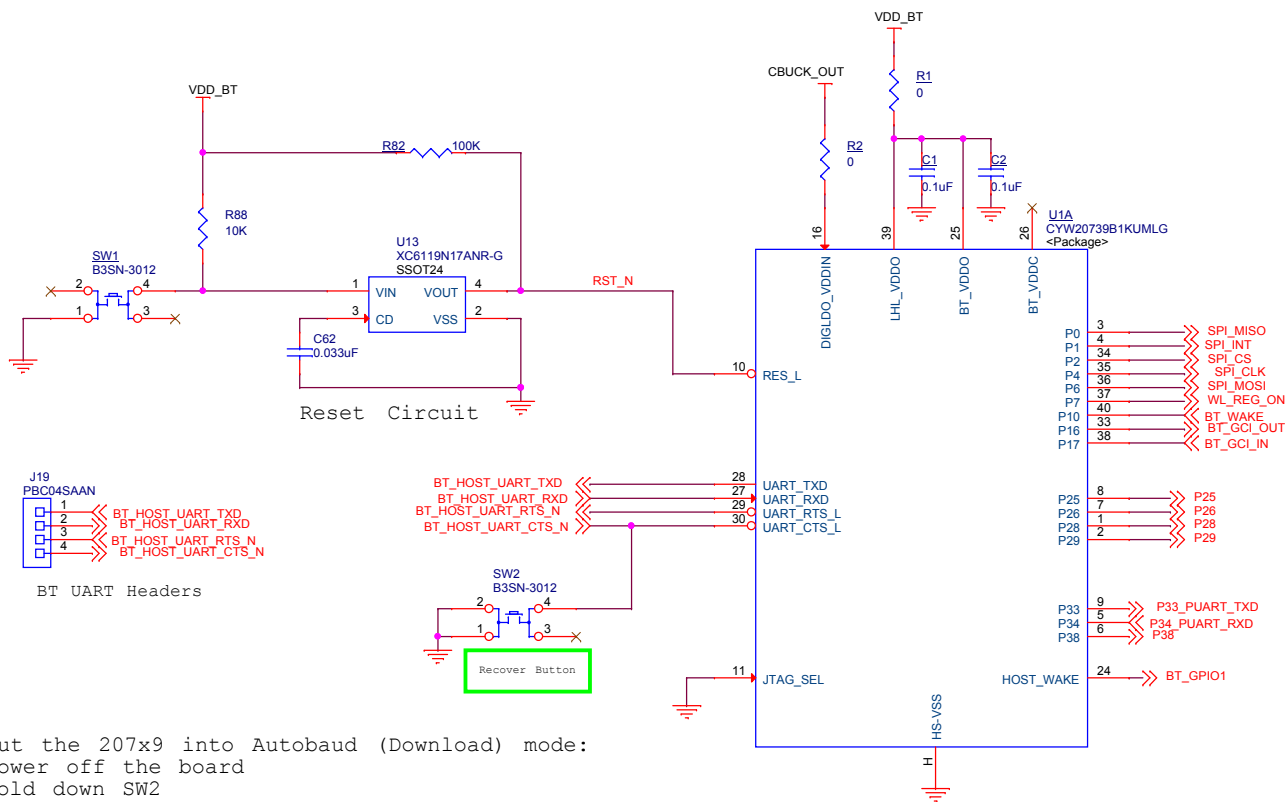 VDD_BT
R82
100K
R88
10K
SW1
B3SN-3012
2
4
1
3
U13
XC6119N17ANR-G
SSOT24
1
VIN
VOUT
4
3
CD
VSS
2
C62
0.033uF
Reset Circuit
RST_N
CBUCK_OUT
R2
0
VDD_BT
R1
0
C1
0.1uF
C2
0.1uF
U1A
CYW20739B1KUMLG
<Package>
16
39
25
26
DIGLDO_VDDIN
LHL_VDDO
BT_VDDO
BT_VDDC
10
RES_L
P0
3
SPI_MISO
P1
4
SPI_INT
P2
34
SPI_CS
P4
35
SPI_CLK
P6
36
SPI_MOSI
P7
37
WL_REG_ON
P10
40
BT_WAKE
P16
33
BT_GCI_OUT
P17
38
BT_GCI_IN
J19
PBC04SAAN
1
BT_HOST_UART_TXD
2
BT_HOST_UART_RXD
3
BT_HOST_UART_RTS_N
4
BT_HOST_UART_CTS_N
BT UART Headers
BT_HOST_UART_TXD
28
UART_TXD
BT_HOST_UART_RXD
27
UART_RXD
BT_HOST_UART_RTS_N
29
UART_RTS_L
BT_HOST_UART_CTS_N
30
UART_CTS_L
P25
8
P25
P26
7
P26
P28
1
P28
P29
2
P29
SW2
B3SN-3012
2
4
1
3
Recover Button
P33
9
P33_PUART_TXD
P34
5
P34_PUART_RXD
P38
6
P38
11
JTAG_SEL
HOST_WAKE
24
BT_GPIO1
HS-VSS
H
ut the 207x9 into Autobaud (Download) mode:
ower off the board
old down SW2